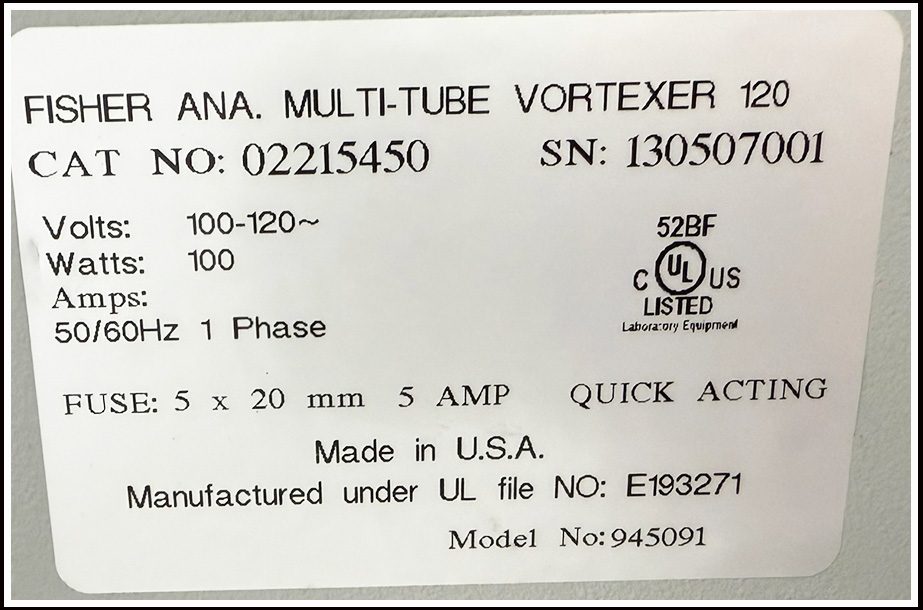 FISHER ANA. MULTI-TUBE VORTEXER 120
CAT NO: 02215450 SN: 130507001
Volts: 100-120~
Watts: 100
Amps:
50/60Hz 1 Phase
52BF
C UL US
LISTED
Laboratory Equipment
FUSE: 5 x 20 mm 5 AMP QUICK ACTING
Made in U.S.A.
Manufactured under UL file NO: E193271
Model No: 945091